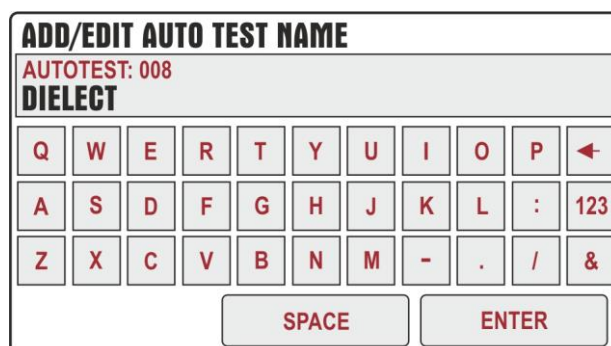 ADD/EDIT AUTO TEST NAME
AUTOTEST: 008
DIELECT
Q W E R T Y U I O P
A S D F G H J K L : 123
Z X C V B N M - . / &
SPACE ENTER